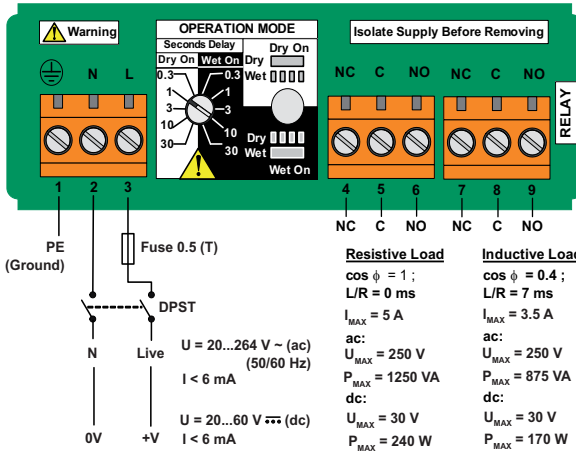 Warning
OPERATION MODE
Isolate Supply Before Removing
Seconds Delay
Dry On
Wet On
0.3
1
3
10
30
0.3
1
3
10
30
Dry On
Dry
Wet
Dry
Wet
Wet On
N L
NC C NO NC C NO
RELAY
1 2 3 4 5 6 7 8 9
NC C NO NC C NO
PE
(Ground)
Fuse 0.5 (T)
DPST
N Live
0V +V
U = 20...264 V ~ (ac)
(50/60 Hz)
I < 6 mA
U = 20...60 V ⎓ (dc)
I < 6 mA
Resistive Load
cos ϕ = 1 ;
L/R = 0 ms
IMAX = 5 A
ac:
UMAX = 250 V
PMAX = 1250 VA
dc:
UMAX = 30 V
PMAX = 240 W
Inductive Load
cos ϕ = 0.4 ;
L/R = 7 ms
IMAX = 3.5 A
ac:
UMAX = 250 V
PMAX = 875 VA
dc:
UMAX = 30 V
PMAX = 170 W